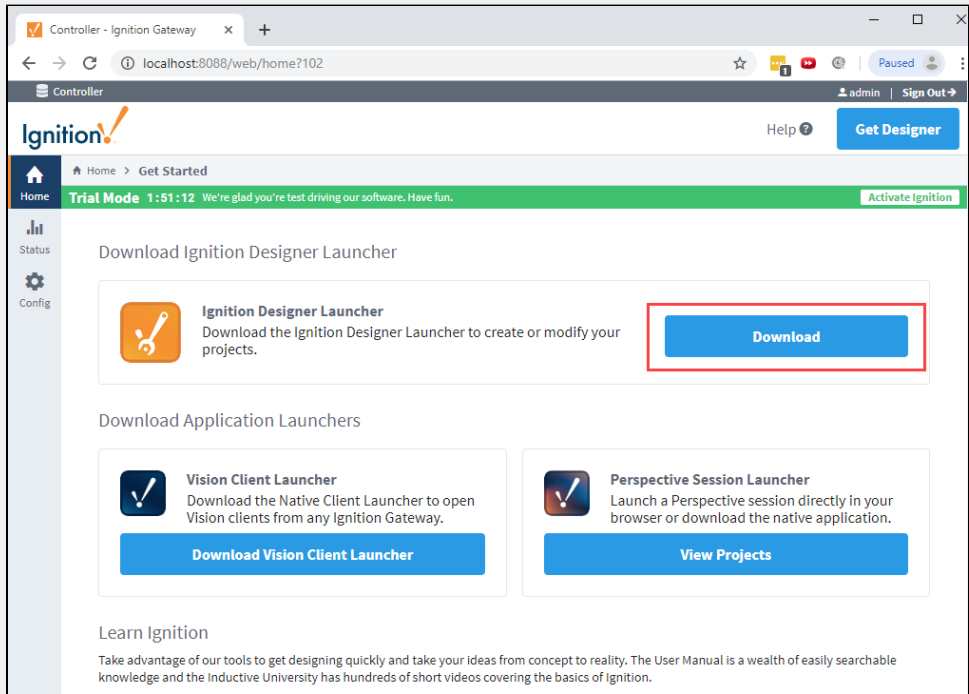 Controller - Ignition Gateway
localhost:8088/web/home?102
1
Paused
Controller
admin | Sign Out
Ignition!
Help
Get Designer
Home > Get Started
Home
Trial Mode 1:51:12 We're glad you're test driving our software. Have fun.
Activate Ignition
Status
Config
Download Ignition Designer Launcher
Ignition Designer Launcher
Download the Ignition Designer Launcher to create or modify your
projects.
Download
Download Application Launchers
Vision Client Launcher
Download the Native Client Launcher to open
Vision clients from any Ignition Gateway.
Download Vision Client Launcher
Perspective Session Launcher
Launch a Perspective session directly in your
browser or download the native application.
View Projects
Learn Ignition
Take advantage of our tools to get designing quickly and take your ideas from concept to reality. The User Manual is a wealth of easily searchable
knowledge and the Inductive University has hundreds of short videos covering the basics of Ignition.